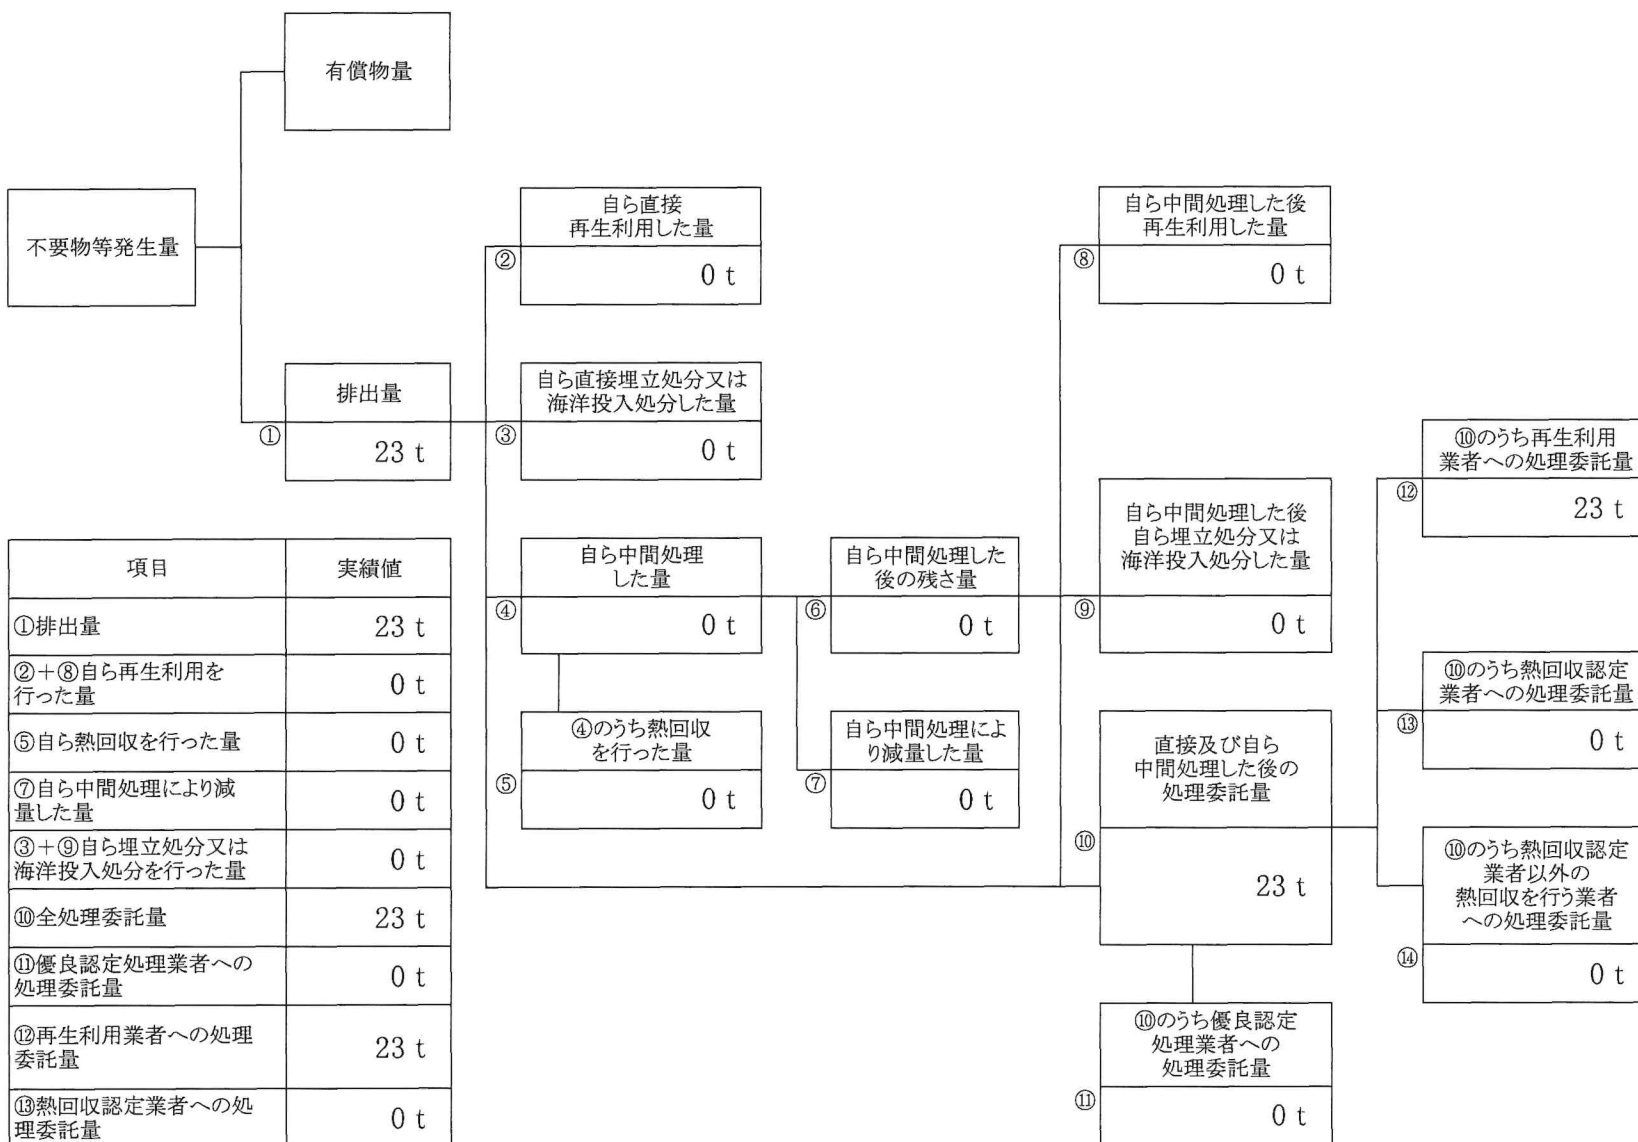 有償物量
不要物等発生量
自ら直接
再生利用した量
②
0 t
自ら中間処理した後
再生利用した量
⑧
0 t
排出量
①
23 t
自ら直接埋立処分又は
海洋投入処分した量
③
0 t
⑩のうち再生利用
業者への処理委託量
⑫
23 t
自ら中間処理
した量
④
0 t
自ら中間処理した
後の残さ量
⑥
0 t
自ら中間処理した後
自ら埋立処分又は
海洋投入処分した量
⑨
0 t
⑩のうち熱回収認定
業者への処理委託量
⑬
0 t
④のうち熱回収
を行った量
⑤
0 t
自ら中間処理によ
り減量した量
⑦
0 t
直接及び自ら
中間処理した後の
処理委託量
⑩
23 t
⑩のうち熱回収認定
業者以外の
熱回収を行う業者
への処理委託量
⑭
0 t
⑩のうち優良認定
処理業者への
処理委託量
⑪
0 t
項目 実績値
①排出量 23 t
②+⑧自ら再生利用を
行った量 0 t
⑤自ら熱回収を行った量 0 t
⑦自ら中間処理により減
量した量 0 t
③+⑨自ら埋立処分又は
海洋投入処分を行った量 0 t
⑩全処理委託量 23 t
⑪優良認定処理業者への
処理委託量 0 t
⑫再生利用業者への処理
委託量 23 t
⑬熱回収認定業者への処
理委託量 0 t